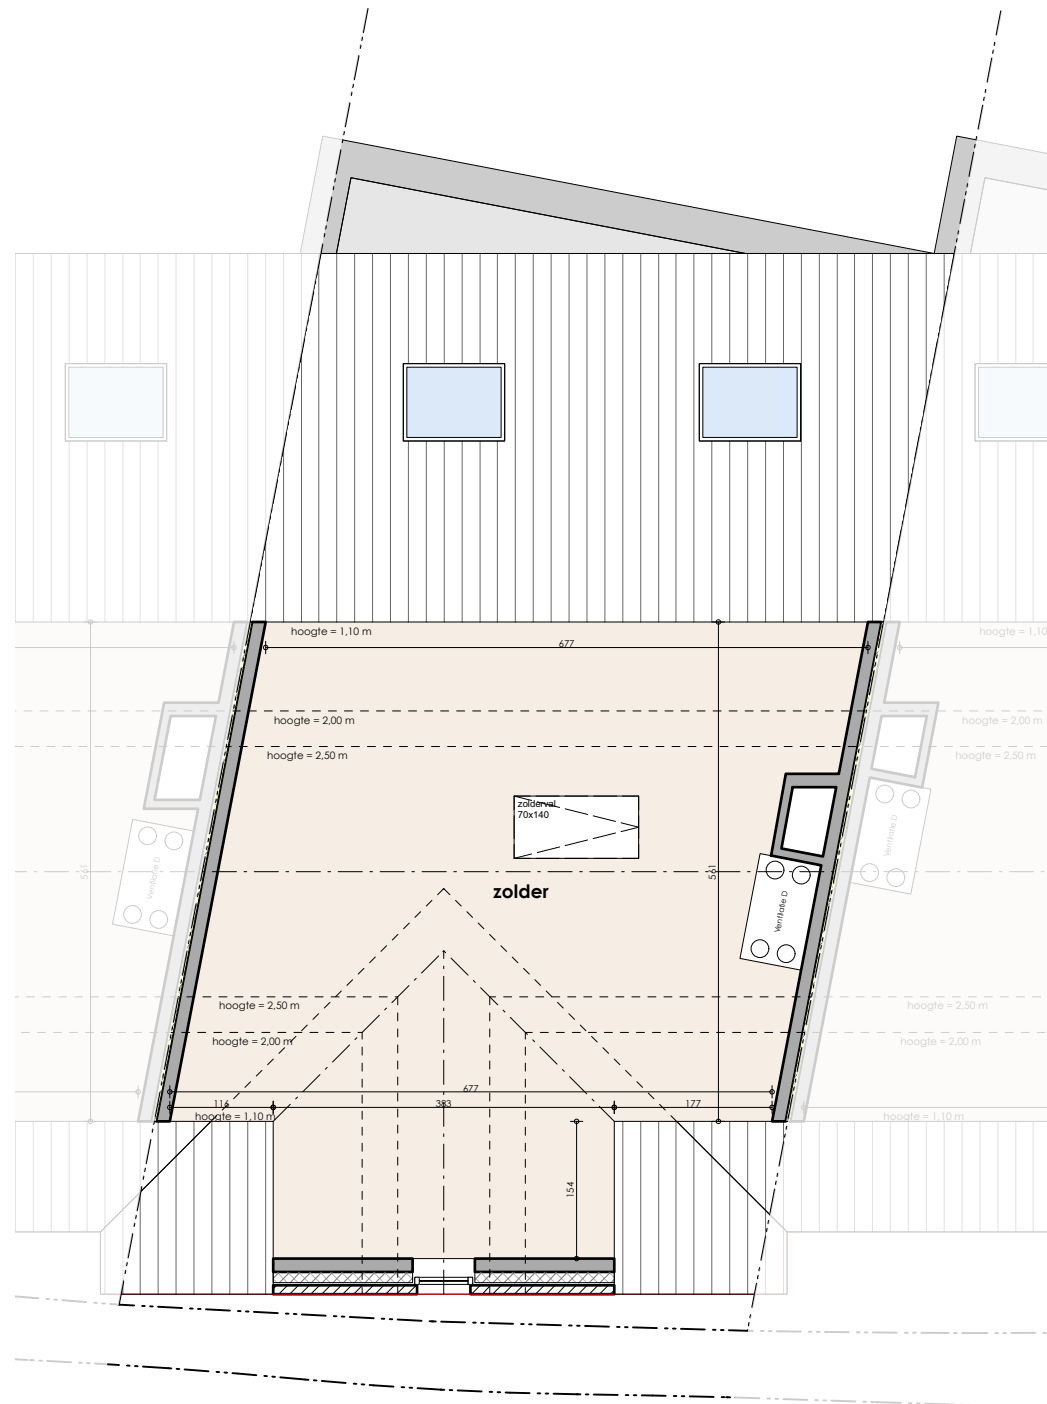 hoogte = 1,10 m
hoogte = 1,10
677
hoogte = 2,00 m
hoogte = 2,00 m
hoogte = 2,50 m
hoogte = 2,50 m
zolderval
70x140
Ventilatie D
Ventilatie D
Ventilatie D
561
561
zolder
hoogte = 2,50 m
hoogte = 2,50 m
hoogte = 2,00 m
hoogte = 2,00 m
677
116
383
177
hoogte = 1,10 m
hoogte = 1,10 m
154